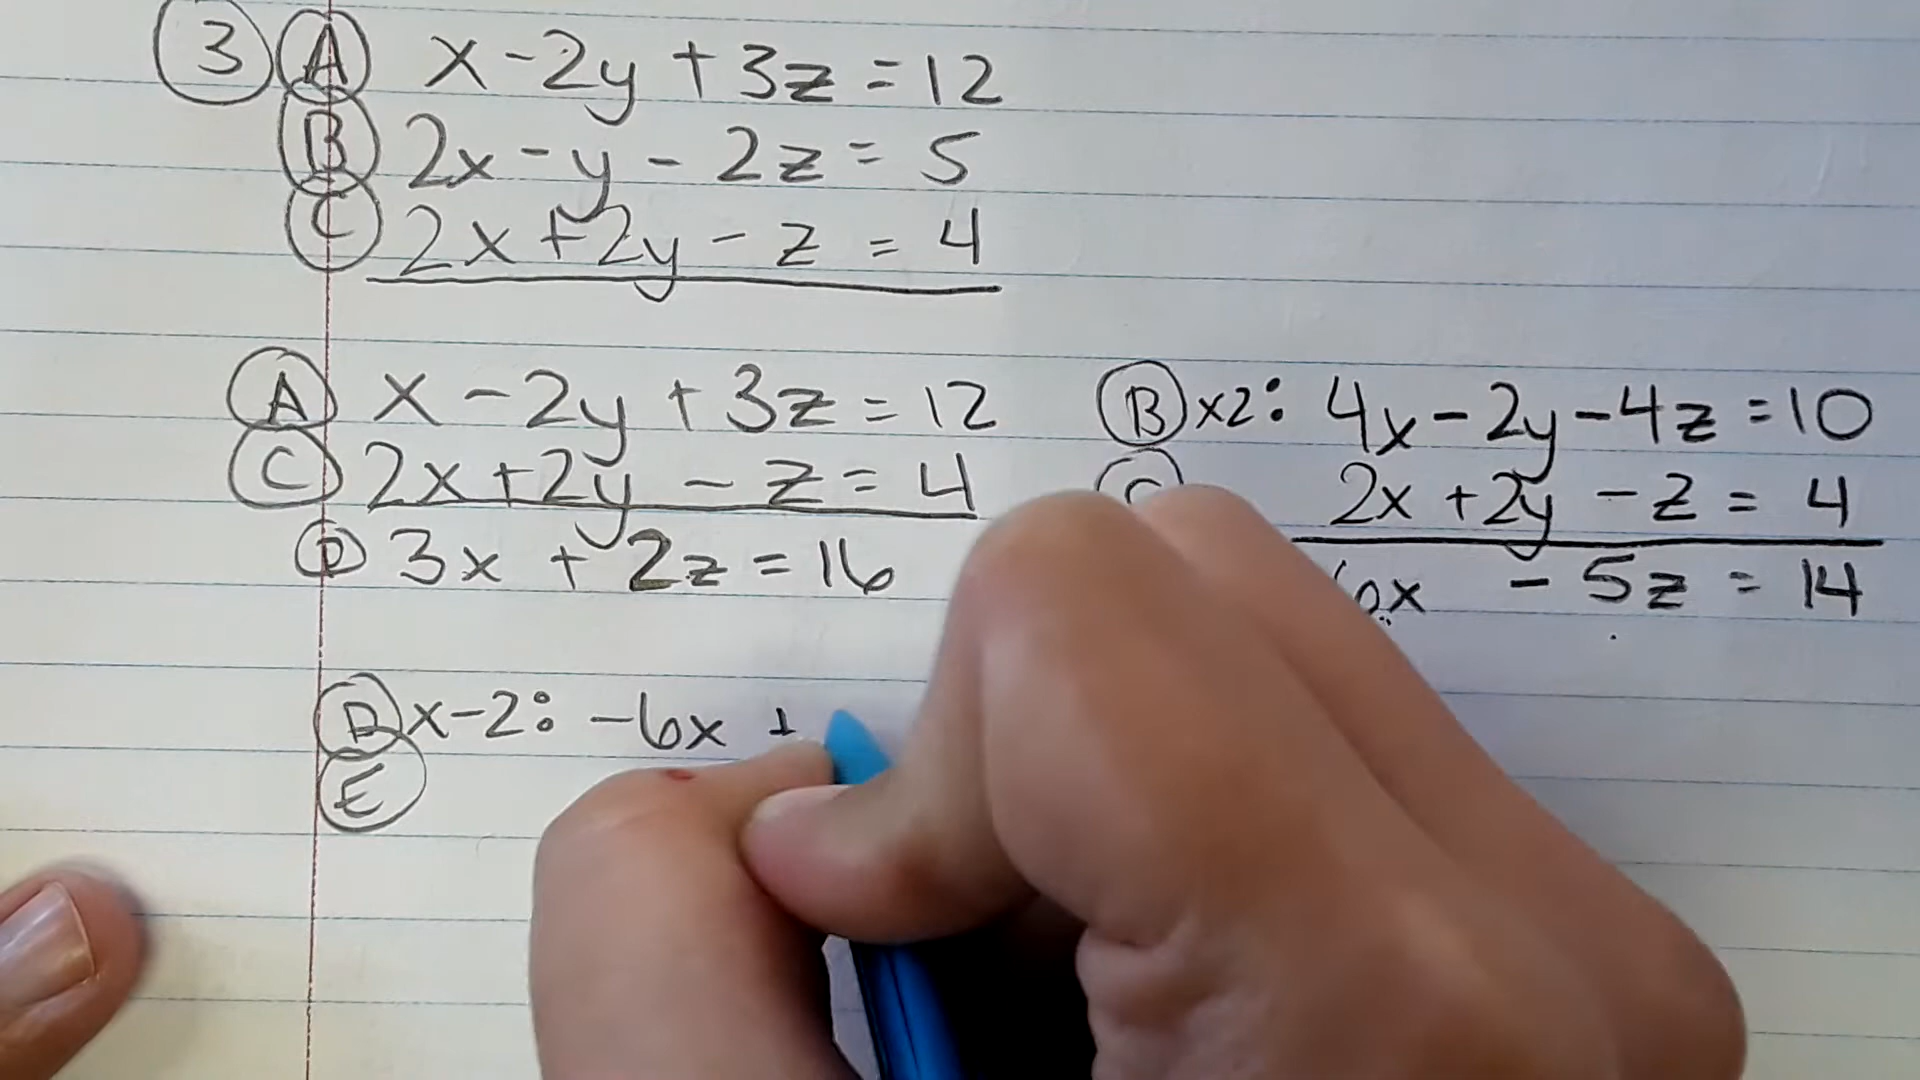 3 A x - 2y + 3z = 12
B 2x - y - 2z = 5
C 2x + 2y - z = 4
A x - 2y + 3z = 12
C 2x + 2y - z = 4
D 3x + 2z = 16
B x2: 4x - 2y - 4z = 10
C 2x + 2y - z = 4
6x - 5z = 14
D x-2: -6x +
E